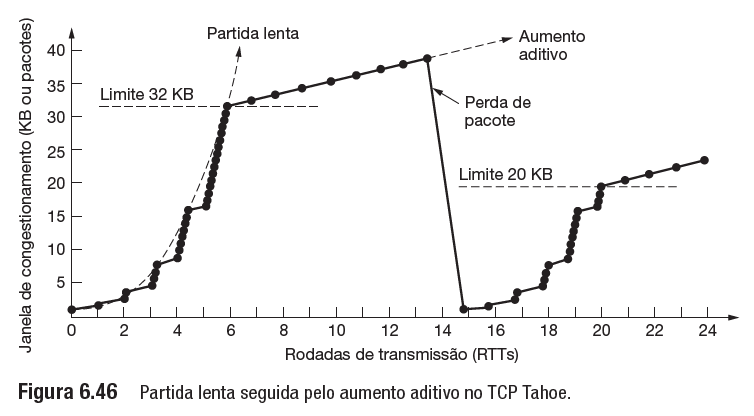 Janela de congestionamento (KB ou pacotes)
40
35
30
25
20
15
10
5
Partida lenta
Aumento
aditivo
Limite 32 KB
Perda de
pacote
Limite 20 KB
0 2 4 6 8 10 12 14 16 18 20 22 24
Rodadas de transmissão (RTTs)
Figura 6.46 Partida lenta seguida pelo aumento aditivo no TCP Tahoe.